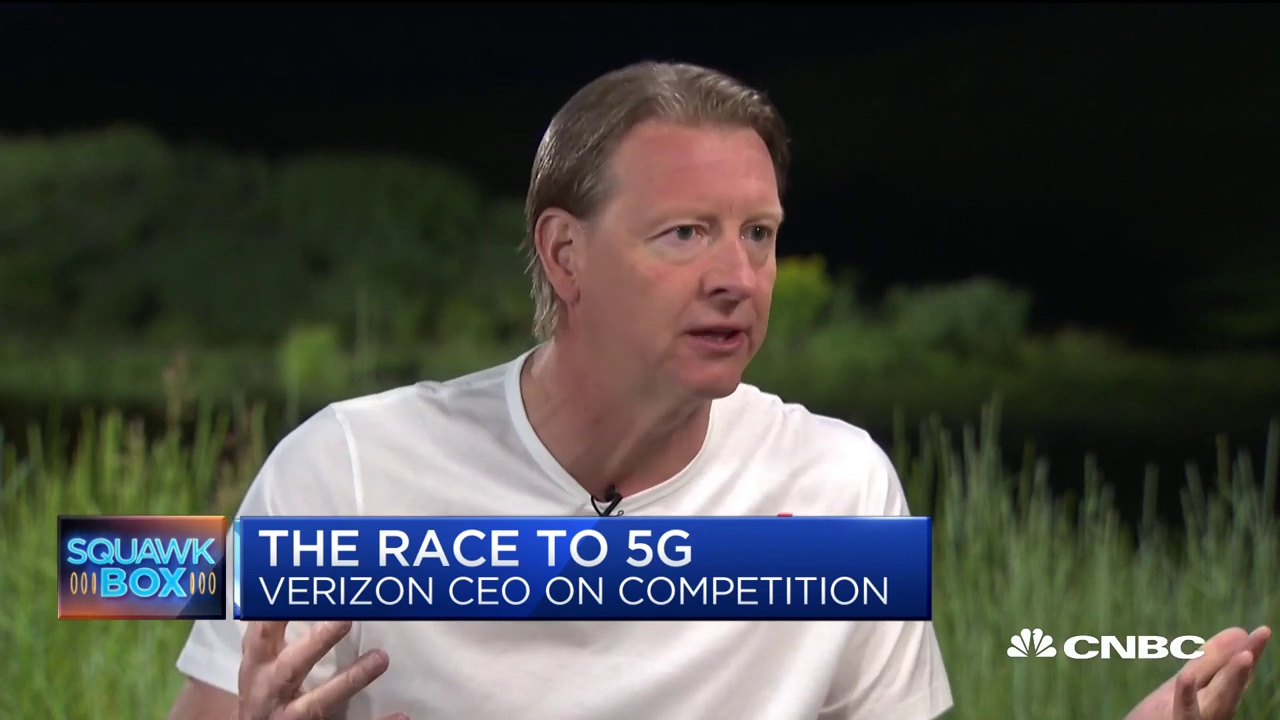 THE RACE TO 5G
SQUAWK
BOX
VERIZON CEO ON COMPETITION
CNBC